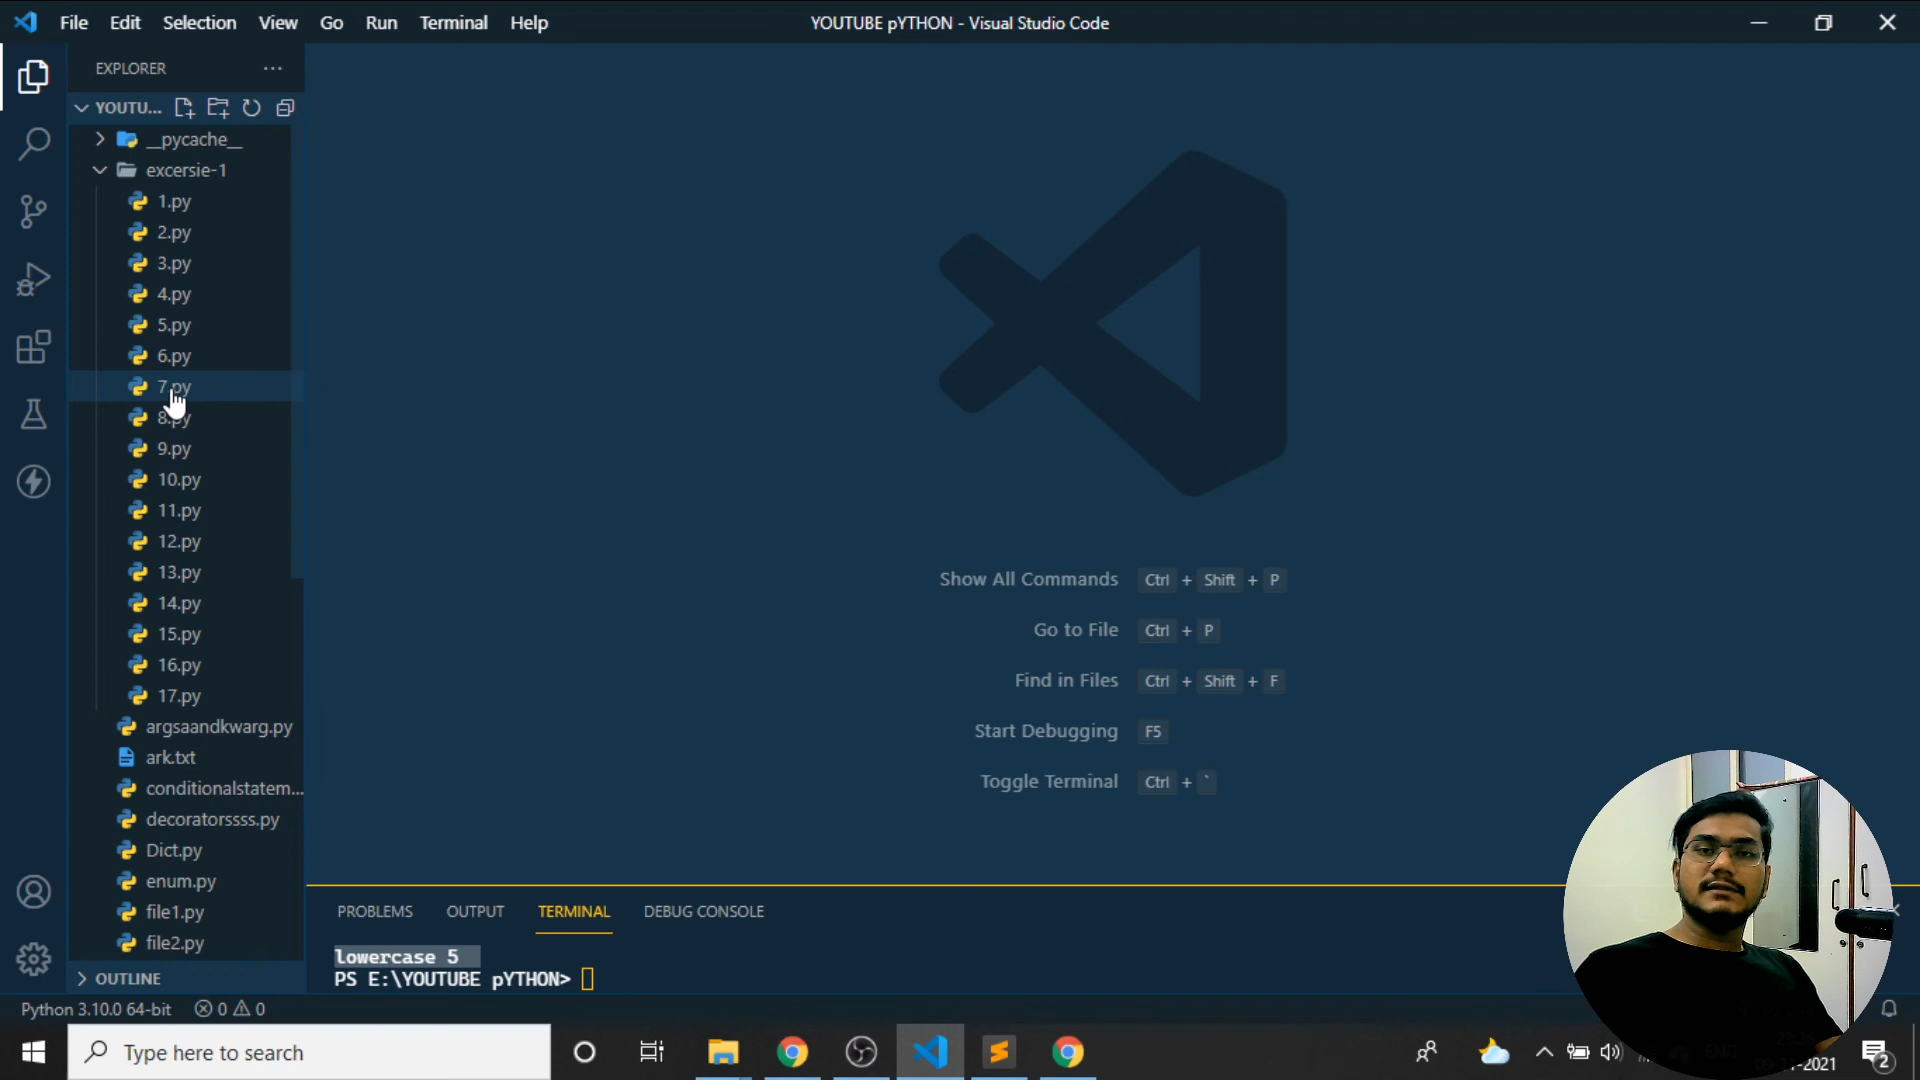 File Edit Selection View Go Run Terminal Help
YOUTUBE pYTHON - Visual Studio Code
EXPLORER
YOUTU...
__pycache__
excersie-1
1.py
2.py
3.py
4.py
5.py
6.py
7.py
8.py
9.py
10.py
11.py
12.py
13.py
14.py
15.py
16.py
17.py
argsaandkwarg.py
ark.txt
conditionalstatem...
decoratorssss.py
Dict.py
enum.py
file1.py
file2.py
OUTLINE
Show All Commands Ctrl + Shift + P
Go to File Ctrl + P
Find in Files Ctrl + Shift + F
Start Debugging F5
Toggle Terminal Ctrl + `
PROBLEMS OUTPUT TERMINAL DEBUG CONSOLE
lowercase 5
PS E:\YOUTUBE pYTHON>
Python 3.10.0 64-bit 0 0
Type here to search
2